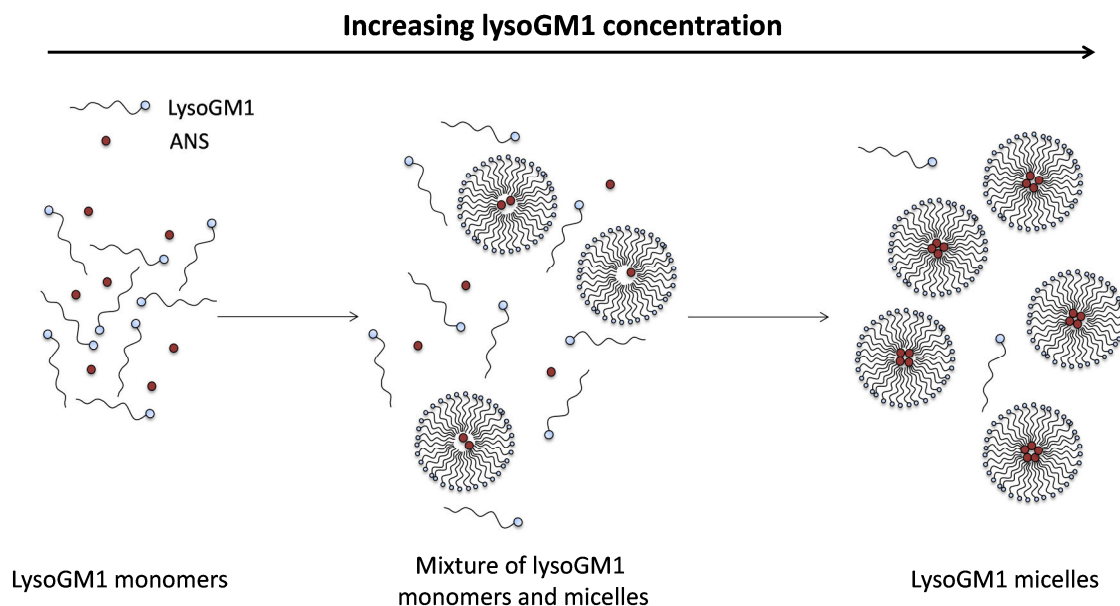 Increasing lysoGM1 concentration
LysoGM1
ANS
LysoGM1 monomers
Mixture of lysoGM1
monomers and micelles
LysoGM1 micelles